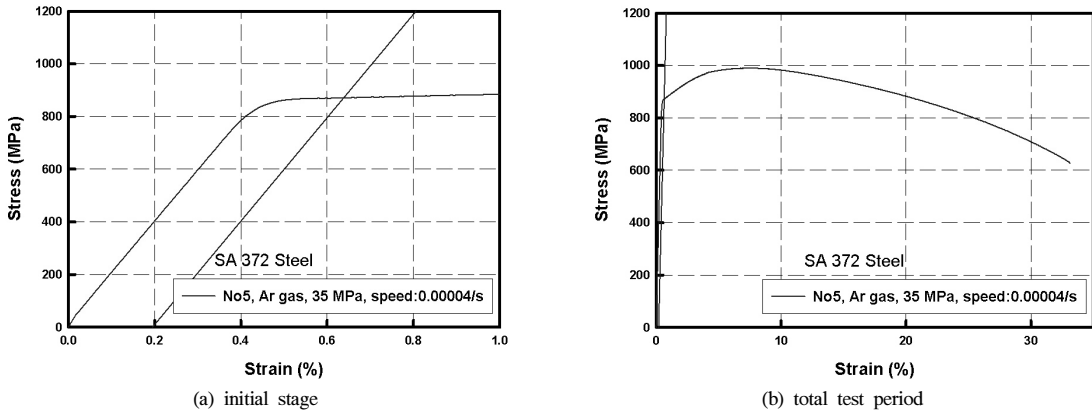 1200
1000
800
600
400
200
0
Stress (MPa)
SA 372 Steel
No5, Ar gas, 35 MPa, speed:0.00004/s
0.0 0.2 0.4 0.6 0.8 1.0
Strain (%)
(a) initial stage
1200
1000
800
600
400
200
0
Stress (MPa)
SA 372 Steel
No5, Ar gas, 35 MPa, speed:0.00004/s
0 10 20 30
Strain (%)
(b) total test period